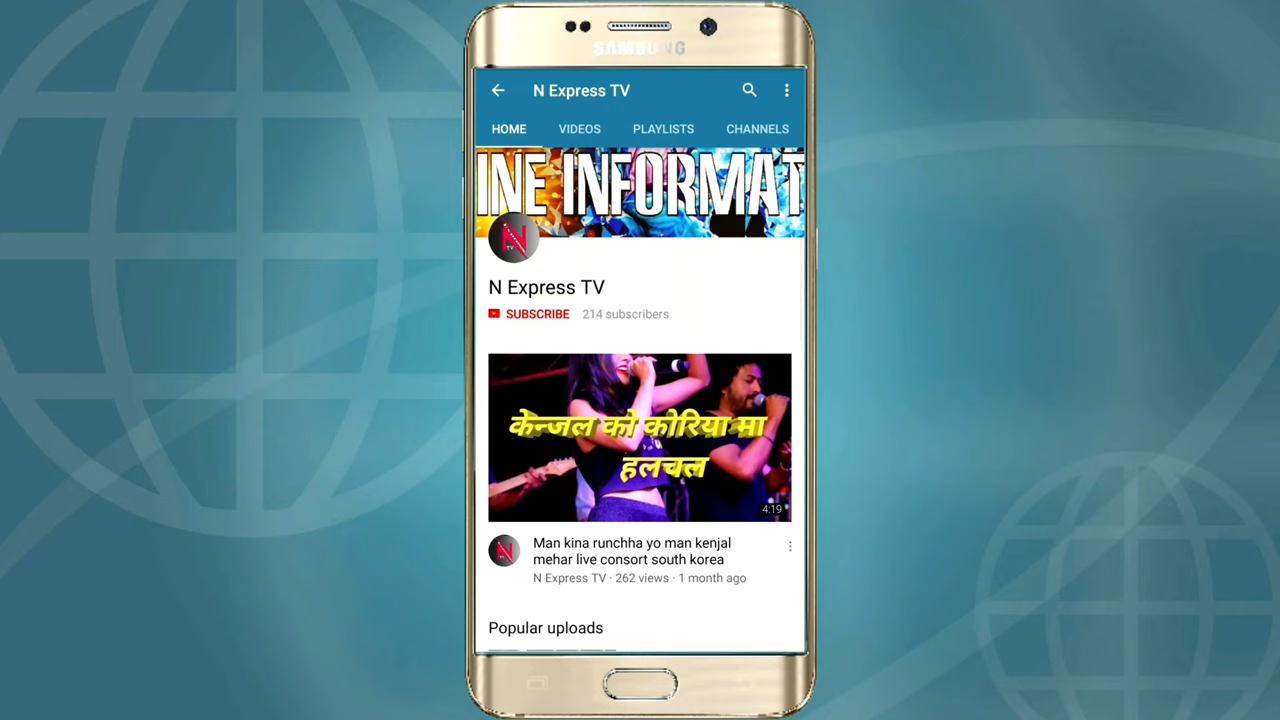 SAMSUNG
N Express TV
HOME VIDEOS PLAYLISTS CHANNELS
INE INFORMAT
N
TV
N Express TV
SUBSCRIBE 214 subscribers
केन्जल को कोरिया मा
हलचल
4:19
N
Man kina runchha yo man kenjal
mehar live consort south korea
N Express TV · 262 views · 1 month ago
Popular uploads